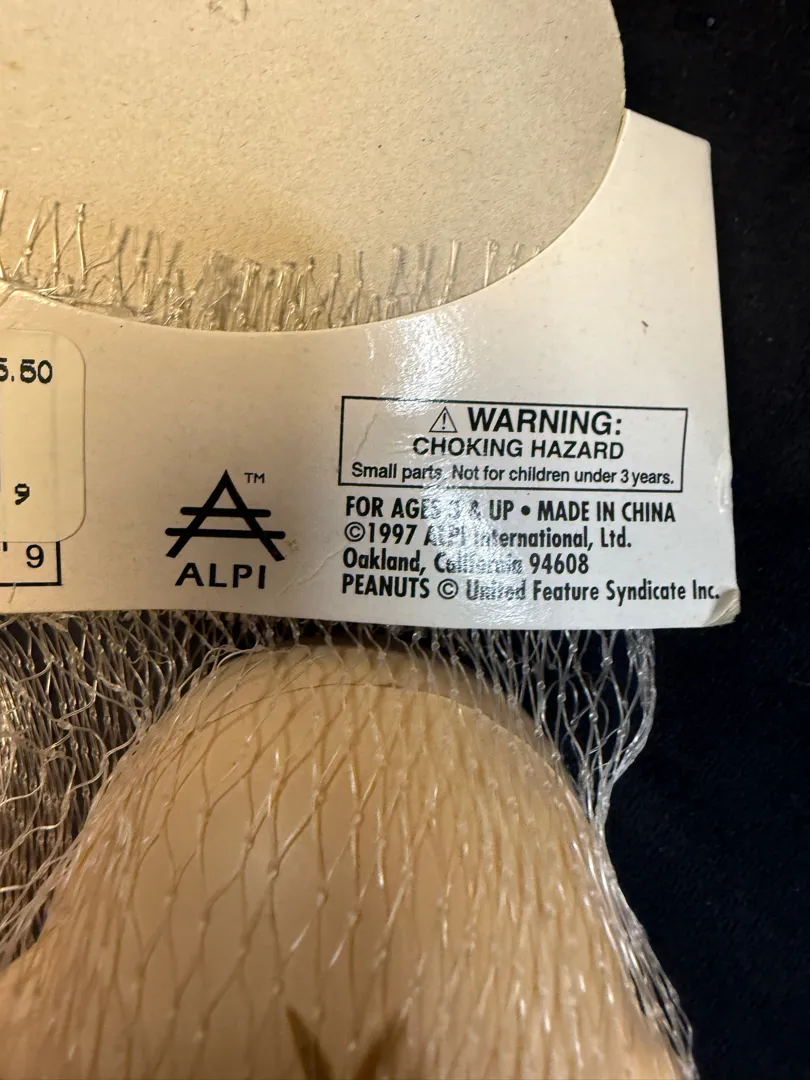 5.50
9
" 9
™
ALPI
⚠ WARNING:
CHOKING HAZARD
Small parts. Not for children under 3 years.
FOR AGES 3 & UP • MADE IN CHINA
©1997 ALPI International, Ltd.
Oakland, California 94608
PEANUTS © United Feature Syndicate Inc.